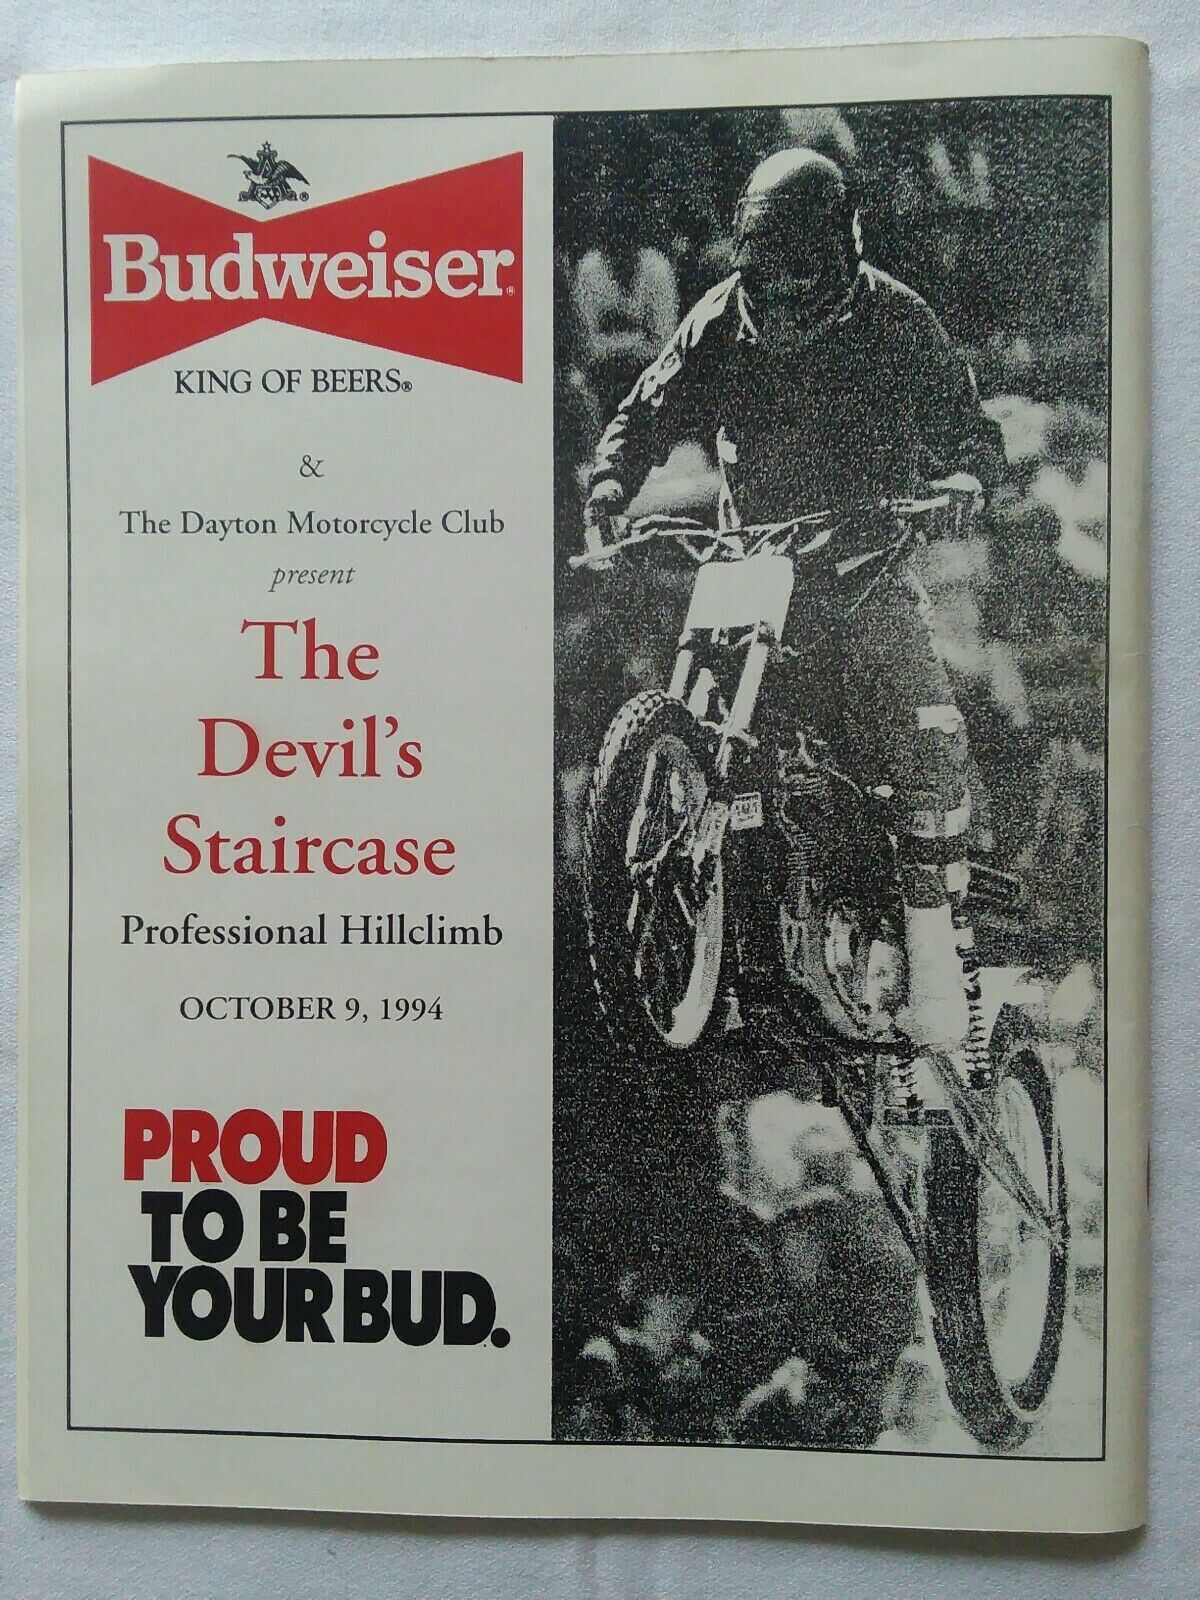 Budweiser®
KING OF BEERS®
&
The Dayton Motorcycle Club
present
The
Devil's
Staircase
Professional Hillclimb
OCTOBER 9, 1994
PROUD
TO BE
YOUR BUD.